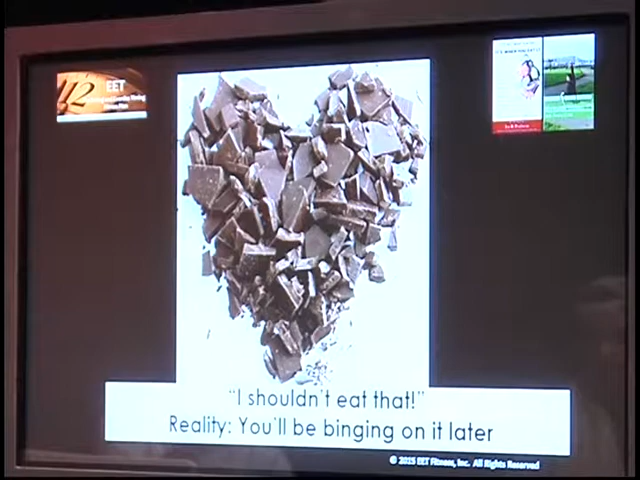 EET
"I shouldn't eat that!"
Reality: You'll be binging on it later
© 2015 EET Fitness, Inc. All Rights Reserved